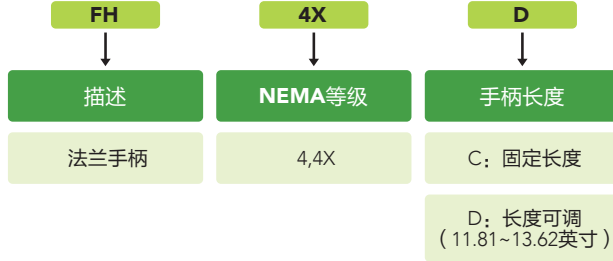 FH 4X D
描述 NEMA等级 手柄长度
法兰手柄 4,4X C：固定长度
D：长度可调
（11.81~13.62英寸）